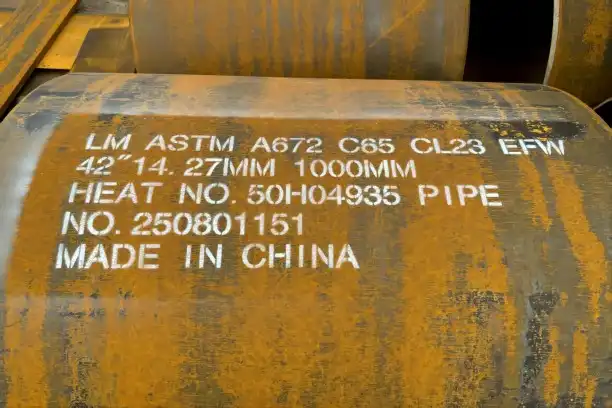 LM ASTM A672 C65 CL23 EFW
42" 14.27MM 1000MM
HEAT NO. 50H04935 PIPE
NO. 250801151
MADE IN CHINA